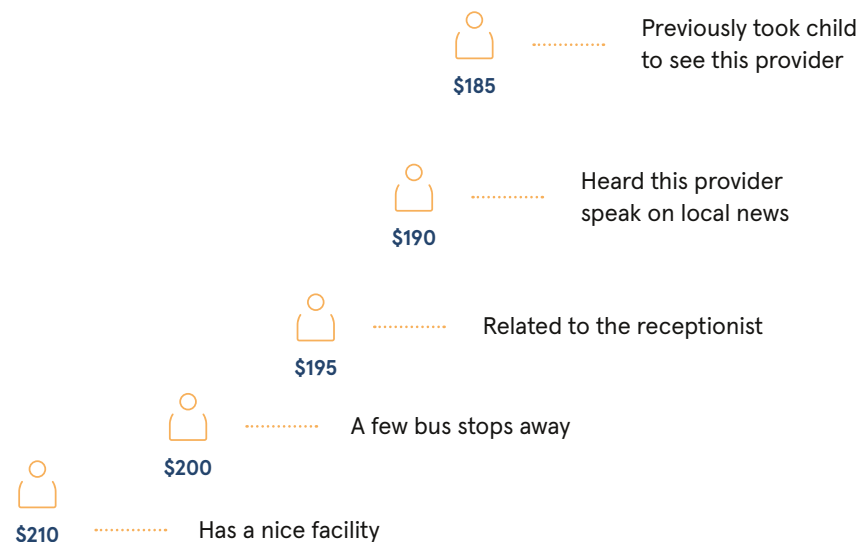 Previously took child
to see this provider
$185
Heard this provider
speak on local news
$190
Related to the receptionist
$195
A few bus stops away
$200
Has a nice facility
$210